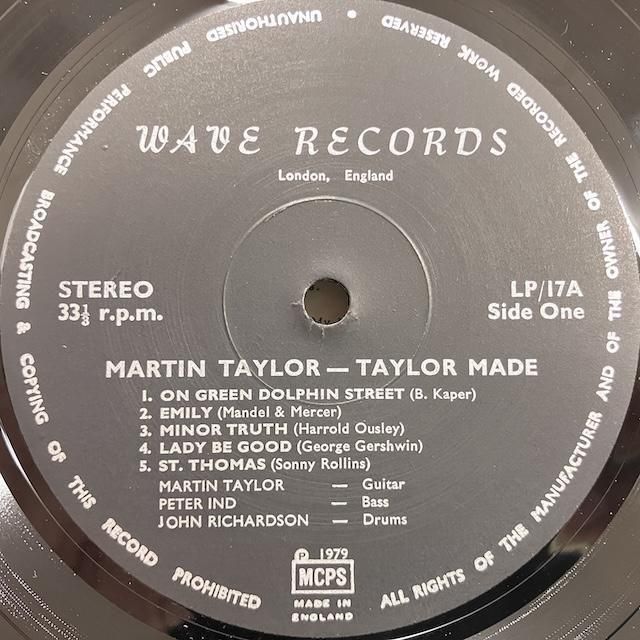 WAVE RECORDS
London, England
STEREO
33⅓ r.p.m.
LP/17A
Side One
MARTIN TAYLOR — TAYLOR MADE
1. ON GREEN DOLPHIN STREET (B. Kaper)
2. EMILY (Mandel & Mercer)
3. MINOR TRUTH (Harrold Ousley)
4. LADY BE GOOD (George Gershwin)
5. ST. THOMAS (Sonny Rollins)
MARTIN TAYLOR — Guitar
PETER IND — Bass
JOHN RICHARDSON — Drums
Ⓟ 1979
MCPS
MADE IN
ENGLAND
ALL RIGHTS OF THE MANUFACTURER AND OF THE OWNER OF THE RECORDED WORK RESERVED • UNAUTHORISED PUBLIC PERFORMANCE BROADCASTING & COPYING OF THIS RECORD PROHIBITED